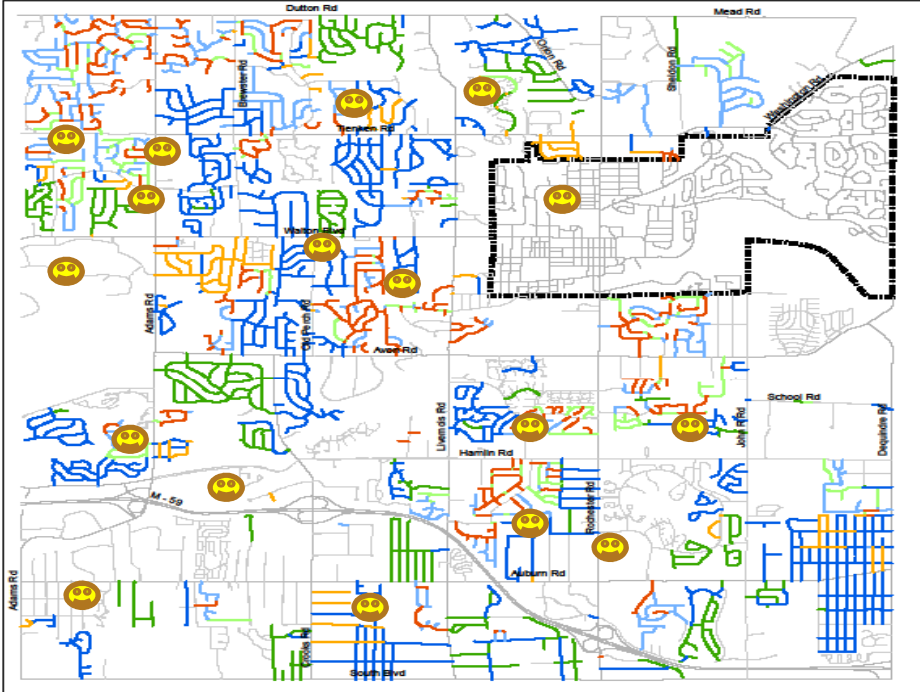 Dutton Rd
Mead Rd
Orion Rd
Sheldon Rd
Brewster Rd
Washington Rd
Tienken Rd
Walton Blvd
Adams Rd
Old Perch Rd
Avon Rd
School Rd
Livernois Rd
John R Rd
Dequindre Rd
Hamlin Rd
M - 59
Rochester Rd
Auburn Rd
Adams Rd
Crooks Rd
South Blvd